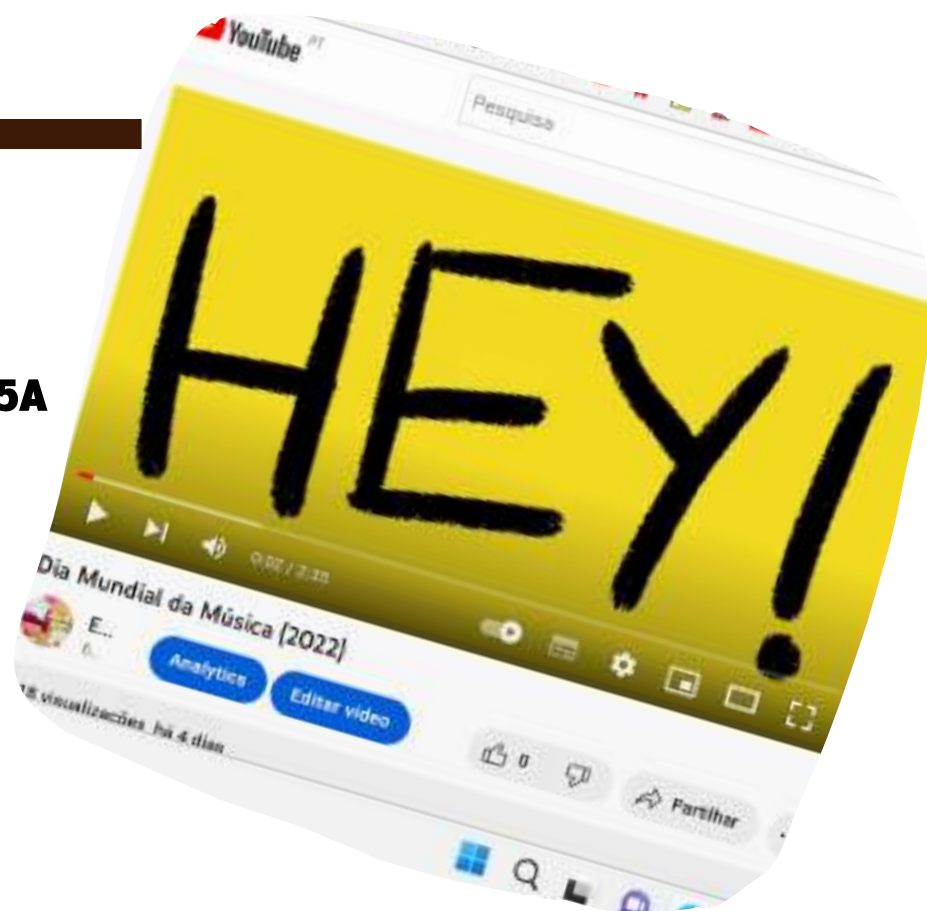 YouTube PT
Pesquisa
HEY!
5A
Dia Mundial da Música (2022)
E...
Analytics
Editar vídeo
visualizações há 4 dias
Partilhar